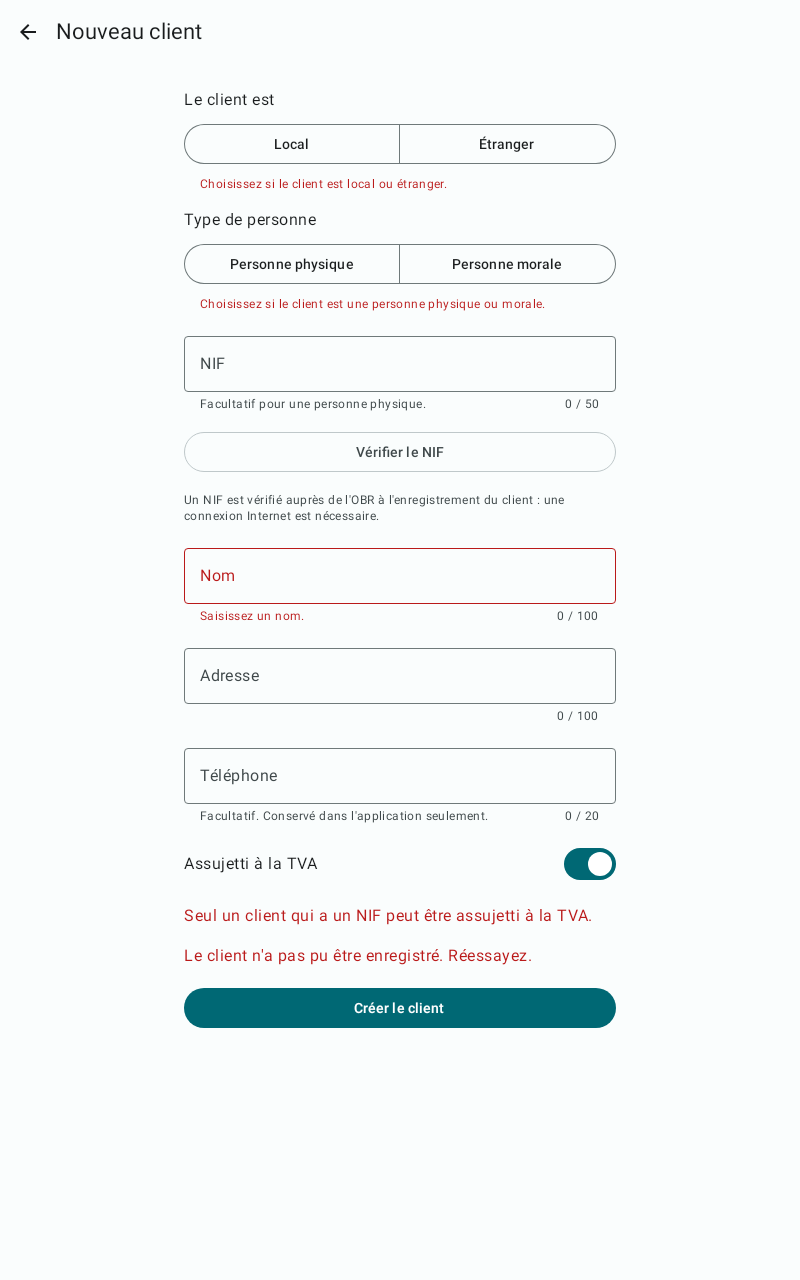 Nouveau client
Le client est
Local
Étranger
Choisissez si le client est local ou étranger.
Type de personne
Personne physique
Personne morale
Choisissez si le client est une personne physique ou morale.
NIF
Facultatif pour une personne physique.
0 / 50
Vérifier le NIF
Un NIF est vérifié auprès de l'OBR à l'enregistrement du client : une
connexion Internet est nécessaire.
Nom
Saisissez un nom.
0 / 100
Adresse
0 / 100
Téléphone
Facultatif. Conservé dans l'application seulement.
0 / 20
Assujetti à la TVA
Seul un client qui a un NIF peut être assujetti à la TVA.
Le client n'a pas pu être enregistré. Réessayez.
Créer le client